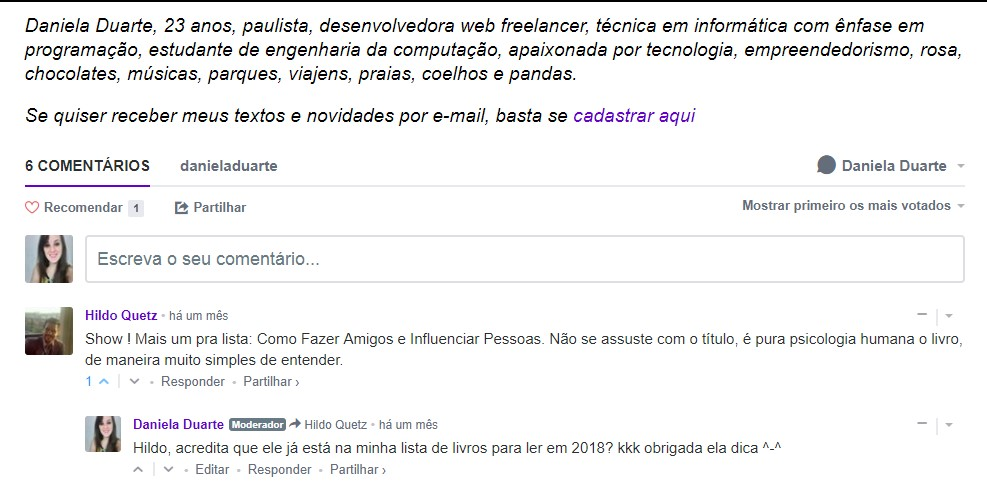 Daniela Duarte, 23 anos, paulista, desenvolvedora web freelancer, técnica em informática com ênfase em
programação, estudante de engenharia da computação, apaixonada por tecnologia, empreendedorismo, rosa,
chocolates, músicas, parques, viajens, praias, coelhos e pandas.
Se quiser receber meus textos e novidades por e-mail, basta se cadastrar aqui
6 COMENTÁRIOS danieladuarte Daniela Duarte
Recomendar 1 Partilhar Mostrar primeiro os mais votados
Escreva o seu comentário...
Hildo Quetz • há um mês
Show ! Mais um pra lista: Como Fazer Amigos e Influenciar Pessoas. Não se assuste com o título, é pura psicologia humana o livro,
de maneira muito simples de entender.
1 • Responder • Partilhar ›
Daniela Duarte Moderador Hildo Quetz • há um mês
Hildo, acredita que ele já está na minha lista de livros para ler em 2018? kkk obrigada ela dica ^-^
• Editar • Responder • Partilhar ›